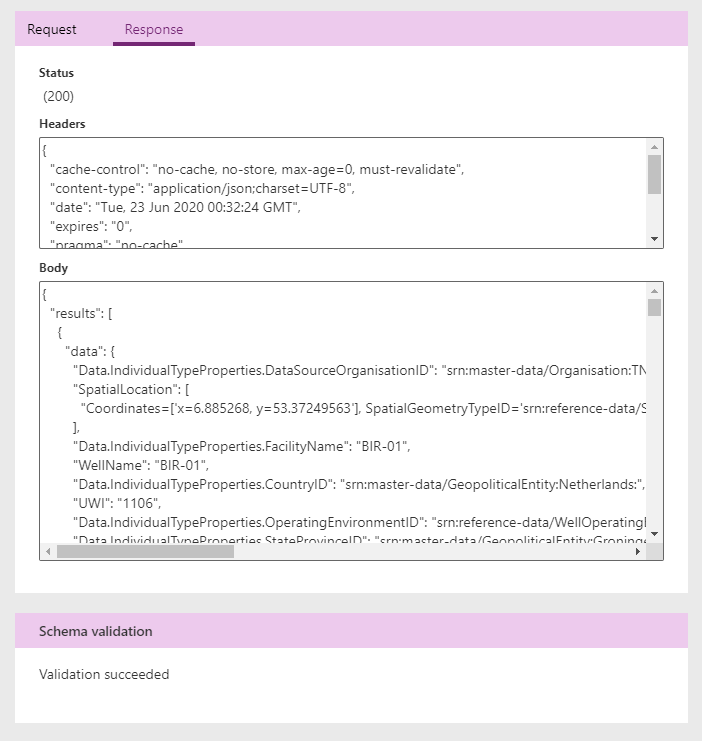 Request Response
Status
(200)
Headers
{
"cache-control": "no-cache, no-store, max-age=0, must-revalidate",
"content-type": "application/json;charset=UTF-8",
"date": "Tue, 23 Jun 2020 00:32:24 GMT",
"expires": "0",
"pragma": "no-cache"
Body
{
"results": [
{
"data": {
"Data.IndividualTypeProperties.DataSourceOrganisationID": "srn:master-data/Organisation:TN
"SpatialLocation": [
"Coordinates=['x=6.885268, y=53.37249563'], SpatialGeometryTypeID='srn:reference-data/S
],
"Data.IndividualTypeProperties.FacilityName": "BIR-01",
"WellName": "BIR-01",
"Data.IndividualTypeProperties.CountryID": "srn:master-data/GeopoliticalEntity:Netherlands:",
"UWI": "1106",
"Data.IndividualTypeProperties.OperatingEnvironmentID": "srn:reference-data/WellOperating
"Data.IndividualTypeProperties.StateProvinceID": "srn:master-data/GeopoliticalEntity:Groninge
Schema validation
Validation succeeded